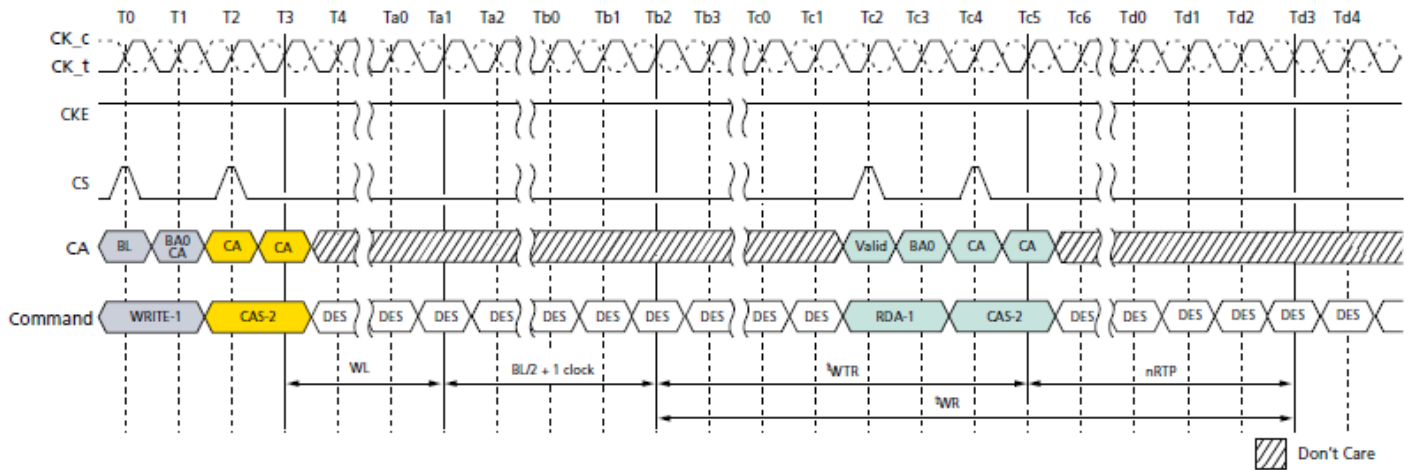 T0 T1 T2 T3 T4 Ta0 Ta1 Ta2 Tb0 Tb1 Tb2 Tb3 Tc0 Tc1 Tc2 Tc3 Tc4 Tc5 Tc6 Td0 Td1 Td2 Td3 Td4
CK_c
CK_t
CKE
CS
CA BL BA0 CA CA CA Valid BA0 CA CA
Command WRITE-1 CAS-2 DES DES DES DES DES DES DES DES DES DES RDA-1 CAS-2 DES DES DES DES DES DES
WL BL/2 + 1 clock tWTR nRTP
tWR
Don't Care